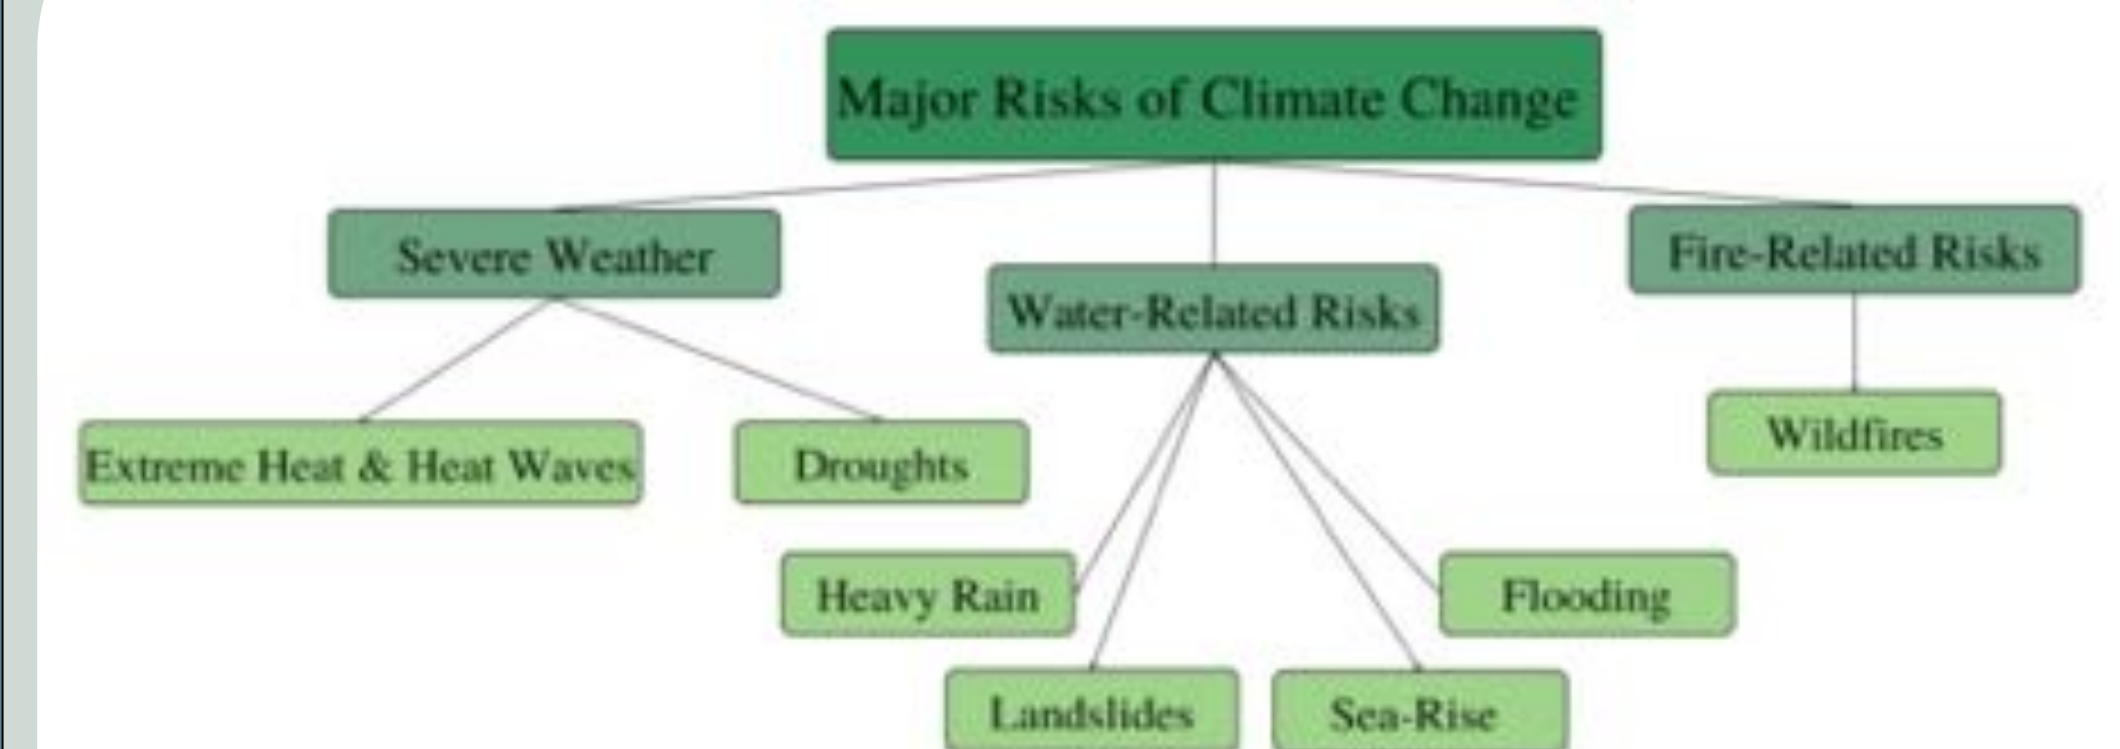 Major Risks of Climate Change
Severe Weather
Water-Related Risks
Fire-Related Risks
Extreme Heat & Heat Waves
Droughts
Wildfires
Heavy Rain
Flooding
Landslides
Sea-Rise